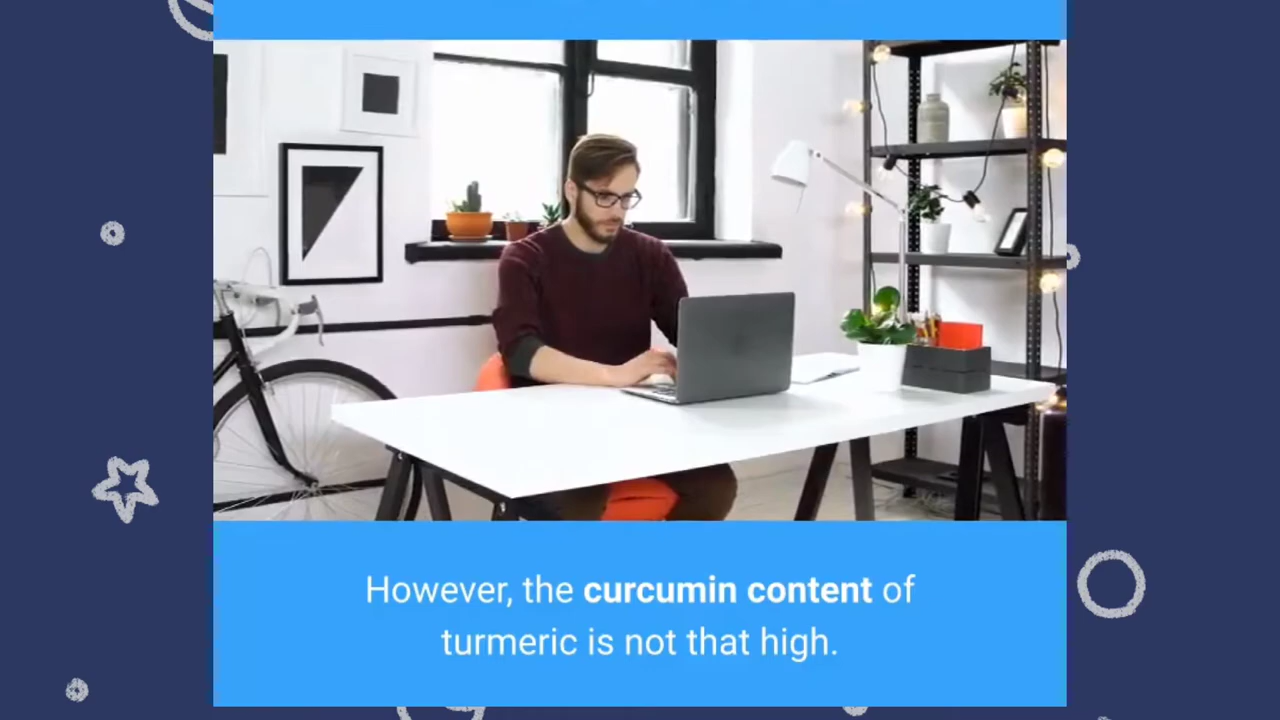 However, the curcumin content of
turmeric is not that high.